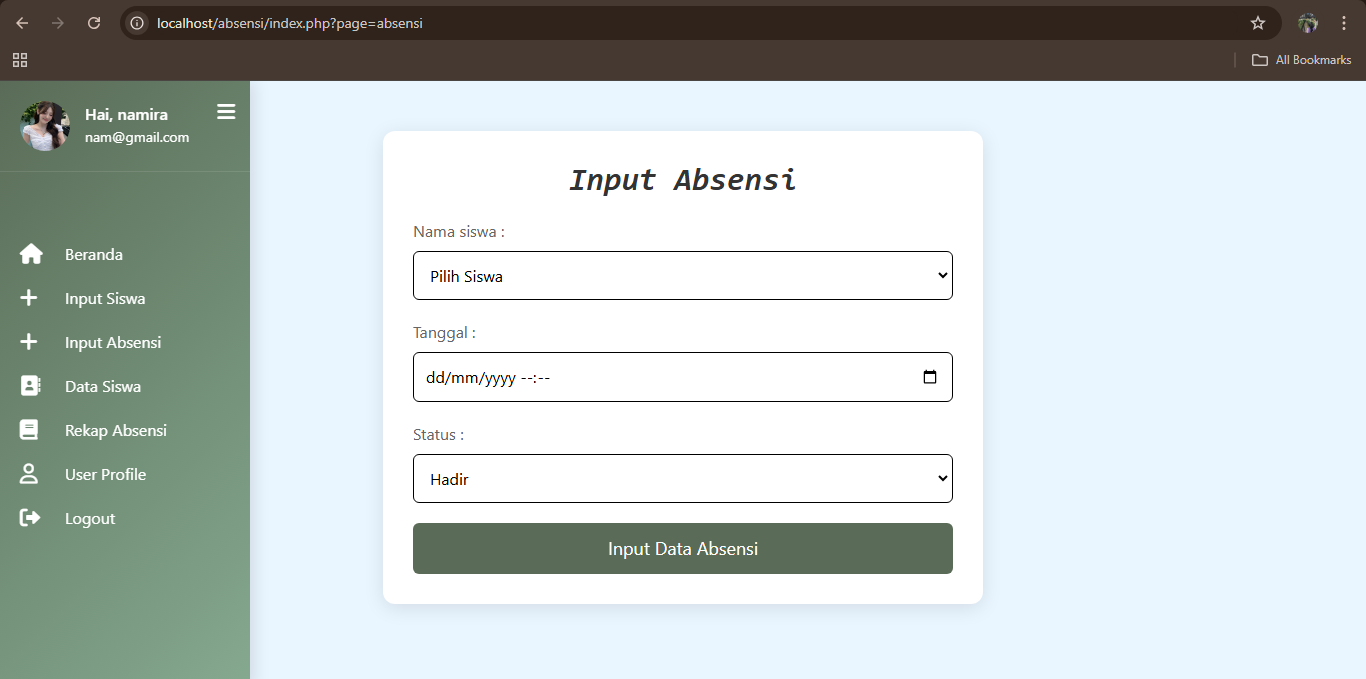 localhost/absensi/index.php?page=absensi
All Bookmarks
Hai, namira
nam@gmail.com
Beranda
Input Siswa
Input Absensi
Data Siswa
Rekap Absensi
User Profile
Logout
Input Absensi
Nama siswa :
Pilih Siswa
Tanggal :
dd/mm/yyyy --:--
Status :
Hadir
Input Data Absensi